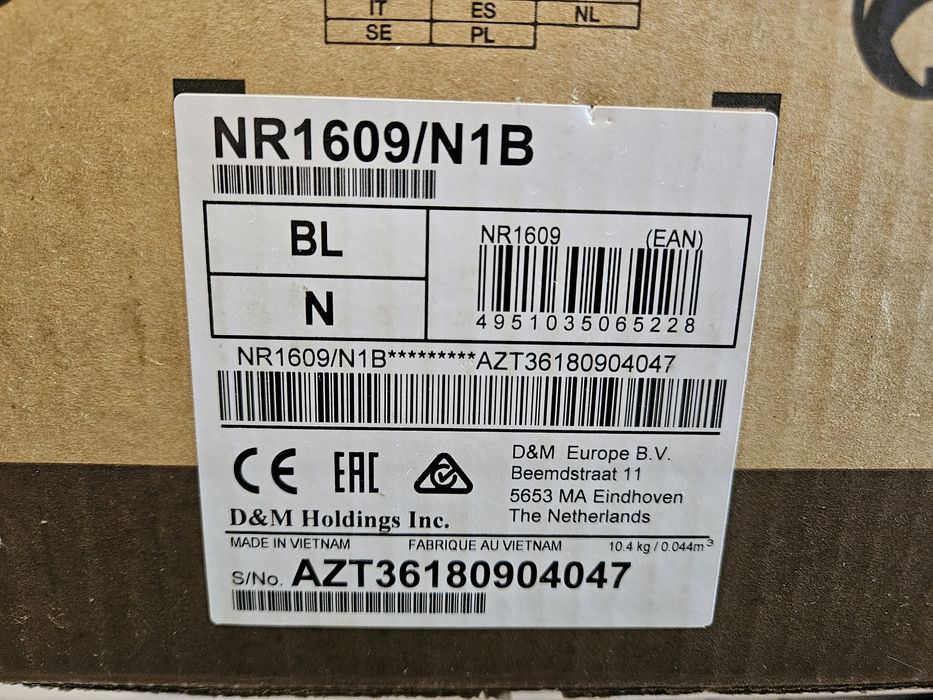 IT ES NL
SE PL
NR1609/N1B
BL
N
NR1609 (EAN)
4951035065228
NR1609/N1B*********AZT36180904047
CE EAC
D&M Europe B.V.
Beemdstraat 11
5653 MA Eindhoven
The Netherlands
D&M Holdings Inc.
MADE IN VIETNAM FABRIQUE AU VIETNAM 10.4 kg / 0.044m³
S/No. AZT36180904047